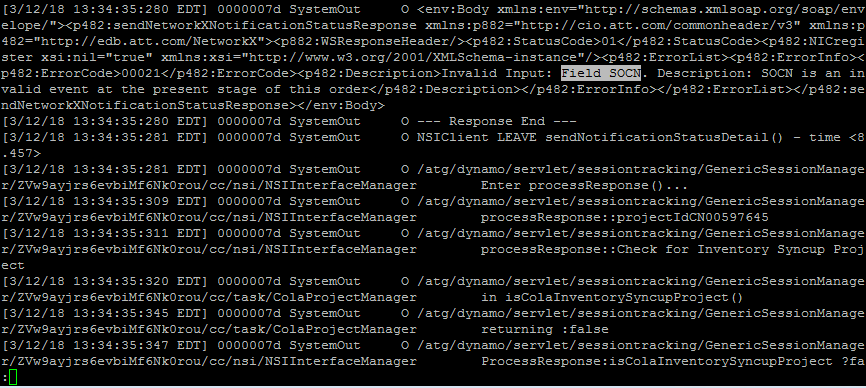 [3/12/18 13:34:35:280 EDT] 0000007d SystemOut     O <env:Body xmlns:env="http://schemas.xmlsoap.org/soap/env
elope/"><p482:sendNetworkXNotificationStatusResponse xmlns:p882="http://cio.att.com/commonheader/v3" xmlns:p
482="http://edb.att.com/NetworkX"><p882:WSResponseHeader/><p482:StatusCode>01</p482:StatusCode><p482:NICregi
ster xsi:nil="true" xmlns:xsi="http://www.w3.org/2001/XMLSchema-instance"/><p482:ErrorList><p482:ErrorInfo><
p482:ErrorCode>00021</p482:ErrorCode><p482:Description>Invalid Input: Field SOCN. Description: SOCN is an in
valid event at the present stage of this order</p482:Description></p482:ErrorInfo></p482:ErrorList></p482:se
ndNetworkXNotificationStatusResponse></env:Body>
[3/12/18 13:34:35:280 EDT] 0000007d SystemOut     O --- Response End ---
[3/12/18 13:34:35:281 EDT] 0000007d SystemOut     O NSIClient LEAVE sendNotificationStatusDetail() - time <8
.457>
[3/12/18 13:34:35:281 EDT] 0000007d SystemOut     O /atg/dynamo/servlet/sessiontracking/GenericSessionManage
r/ZVw9ayjrs6evbiMf6Nk0rou/cc/nsi/NSIInterfaceManager        Enter processResponse()...
[3/12/18 13:34:35:309 EDT] 0000007d SystemOut     O /atg/dynamo/servlet/sessiontracking/GenericSessionManage
r/ZVw9ayjrs6evbiMf6Nk0rou/cc/nsi/NSIInterfaceManager        processResponse::projectIdCN00597645
[3/12/18 13:34:35:311 EDT] 0000007d SystemOut     O /atg/dynamo/servlet/sessiontracking/GenericSessionManage
r/ZVw9ayjrs6evbiMf6Nk0rou/cc/nsi/NSIInterfaceManager        processResponse::Check for Inventory Syncup Proj
ect
[3/12/18 13:34:35:320 EDT] 0000007d SystemOut     O /atg/dynamo/servlet/sessiontracking/GenericSessionManage
r/ZVw9ayjrs6evbiMf6Nk0rou/cc/task/ColaProjectManager        in isColaInventorySyncupProject()
[3/12/18 13:34:35:345 EDT] 0000007d SystemOut     O /atg/dynamo/servlet/sessiontracking/GenericSessionManage
r/ZVw9ayjrs6evbiMf6Nk0rou/cc/task/ColaProjectManager        returning :false
[3/12/18 13:34:35:347 EDT] 0000007d SystemOut     O /atg/dynamo/servlet/sessiontracking/GenericSessionManage
r/ZVw9ayjrs6evbiMf6Nk0rou/cc/nsi/NSIInterfaceManager        ProcessResponse:isColaInventorySyncupProject ?fa
: